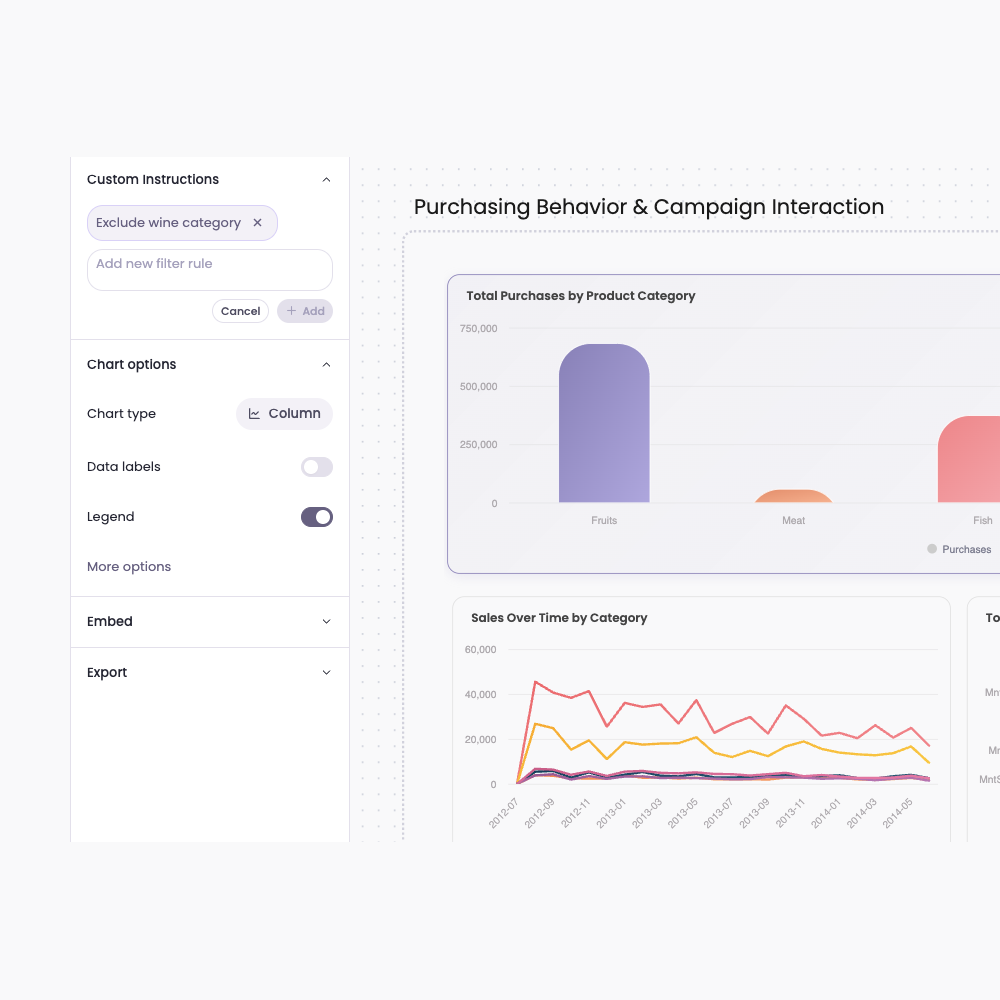 Custom Instructions
Exclude wine category ✕
Add new filter rule
Cancel
+ Add
Chart options
Chart type
Column
Data labels
Legend
More options
Embed
Export
Purchasing Behavior & Campaign Interaction
Total Purchases by Product Category
750,000
500,000
250,000
0
Fruits
Meat
Fish
Purchases
Sales Over Time by Category
60,000
40,000
20,000
0
2012-07
2012-09
2012-11
2013-01
2013-03
2013-05
2013-07
2013-09
2013-11
2014-01
2014-03
2014-05
To
Mn
Mn
MntS